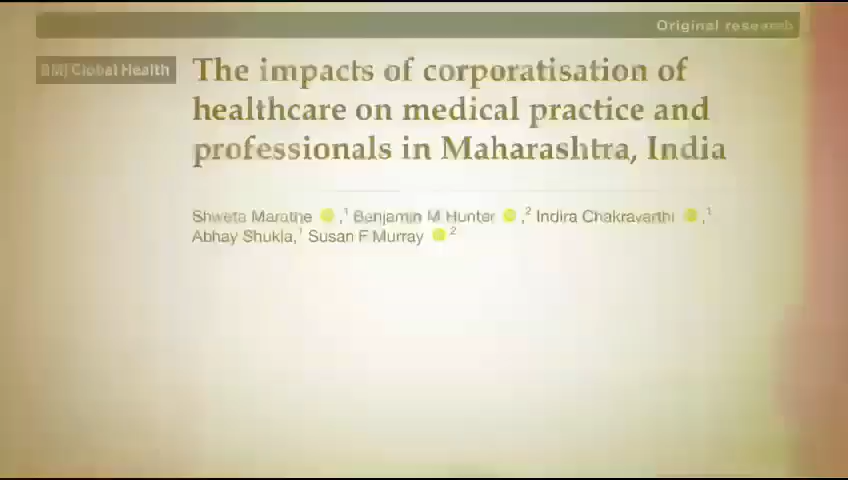 Original research
BMJ Global Health
The impacts of corporatisation of
healthcare on medical practice and
professionals in Maharashtra, India
Shweta Marathe ,1 Benjamin M Hunter ,2 Indira Chakravarthi ,1
Abhay Shukla,1 Susan F Murray 2